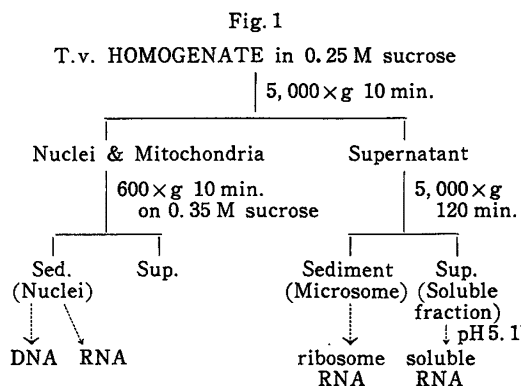 Fig. 1
T.v. HOMOGENATE in 0.25 M sucrose
5,000×g 10 min.
Nuclei & Mitochondria Supernatant
600×g 10 min.
on 0.35 M sucrose
5,000×g
120 min.
Sed.
(Nuclei)
Sup.
Sediment
(Microsome)
Sup.
(Soluble
fraction)
pH 5.1
DNA RNA
ribosome
RNA
soluble
RNA